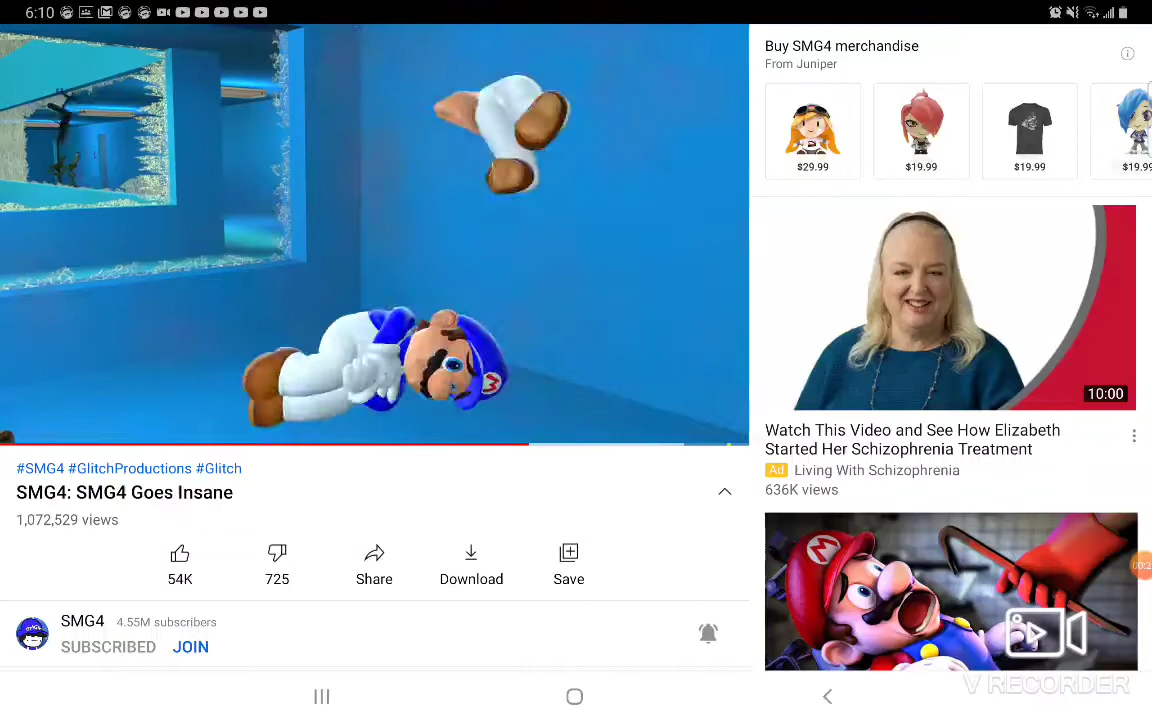 6:10
#SMG4 #GlitchProductions #Glitch
SMG4: SMG4 Goes Insane
1,072,529 views
54K
725
Share
Download
Save
SMG4 4.55M subscribers
SUBSCRIBED JOIN
Buy SMG4 merchandise
From Juniper
$29.99
$19.99
$19.99
$19.99
10:00
Watch This Video and See How Elizabeth
Started Her Schizophrenia Treatment
Ad Living With Schizophrenia
636K views
V RECORDER